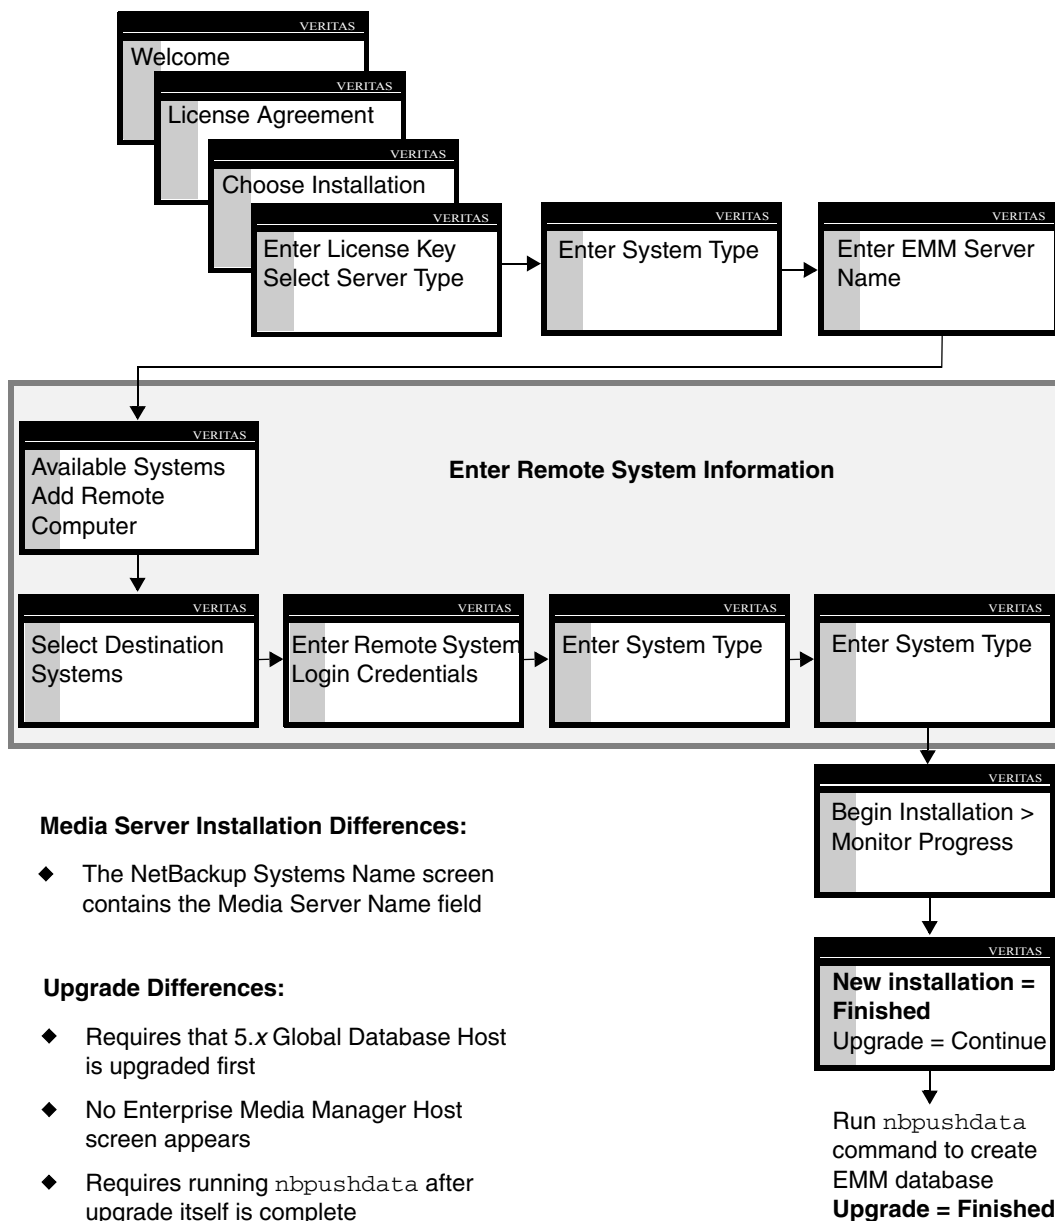 VERITAS
Welcome
VERITAS
License Agreement
VERITAS
Choose Installation
VERITAS
Enter License Key
Select Server Type
VERITAS
Enter System Type
VERITAS
Enter EMM Server
Name
Enter Remote System Information
VERITAS
Available Systems
Add Remote
Computer
VERITAS
Select Destination
Systems
VERITAS
Enter Remote System
Login Credentials
VERITAS
Enter System Type
VERITAS
Enter System Type
VERITAS
Begin Installation >
Monitor Progress
VERITAS
New installation =
Finished
Upgrade = Continue
Run nbpushdata
command to create
EMM database
Upgrade = Finished
Media Server Installation Differences:
◆ The NetBackup Systems Name screen
contains the Media Server Name field
Upgrade Differences:
◆ Requires that 5.x Global Database Host
is upgraded first
◆ No Enterprise Media Manager Host
screen appears
◆ Requires running nbpushdata after
upgrade itself is complete